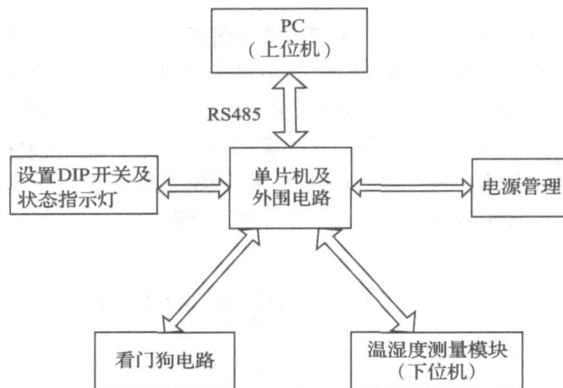 PC
（上位机）
RS485
设置DIP开关及
状态指示灯
单片机及
外围电路
电源管理
看门狗电路
温湿度测量模块
（下位机）